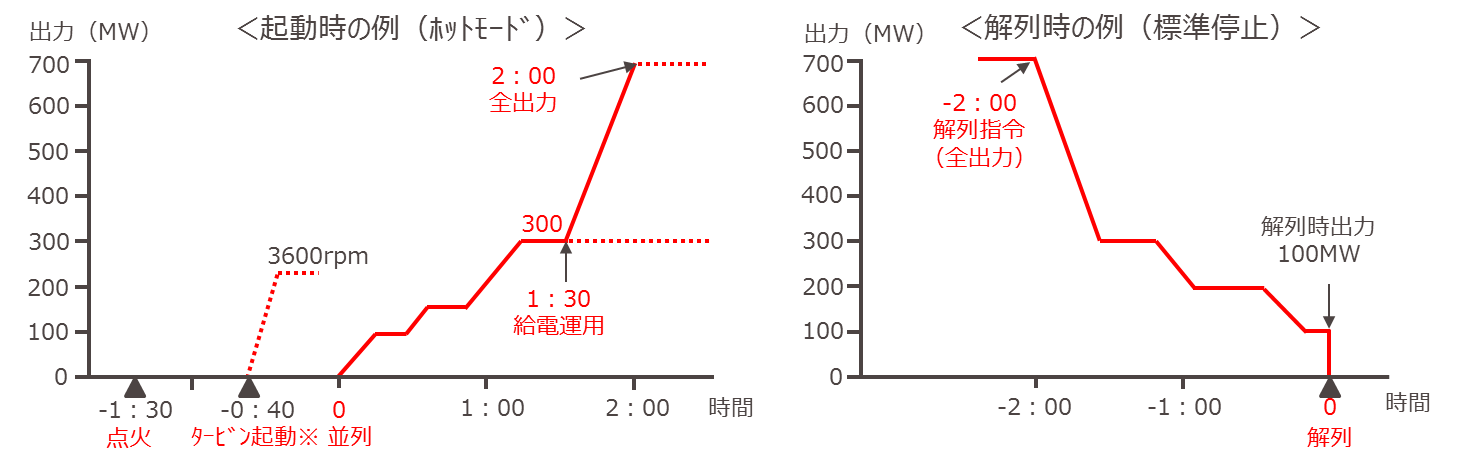 出力（MW）
＜起動時の例（ﾎｯﾄﾓｰﾄﾞ）＞
700
600
500
400
300
200
100
0
2：00
全出力
300
3600rpm
1：30
給電運用
-1：30
点火
-0：40
ﾀｰﾋﾞﾝ起動※
0
並列
1：00
2：00
時間
出力（MW）
＜解列時の例（標準停止）＞
700
600
500
400
300
200
100
0
-2：00
解列指令
（全出力）
解列時出力
100MW
-2：00
-1：00
0
解列
時間